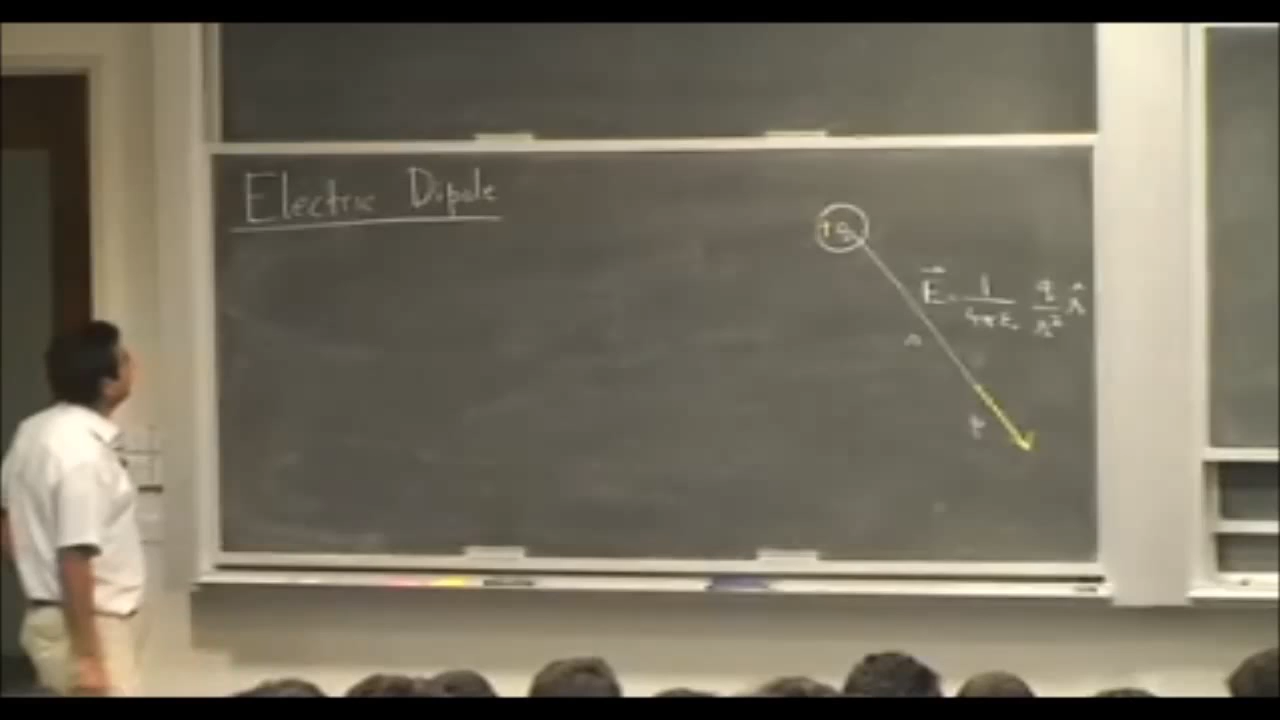 Electric Dipole
+q
E = 1/4πε₀ q/r² r̂
r
P